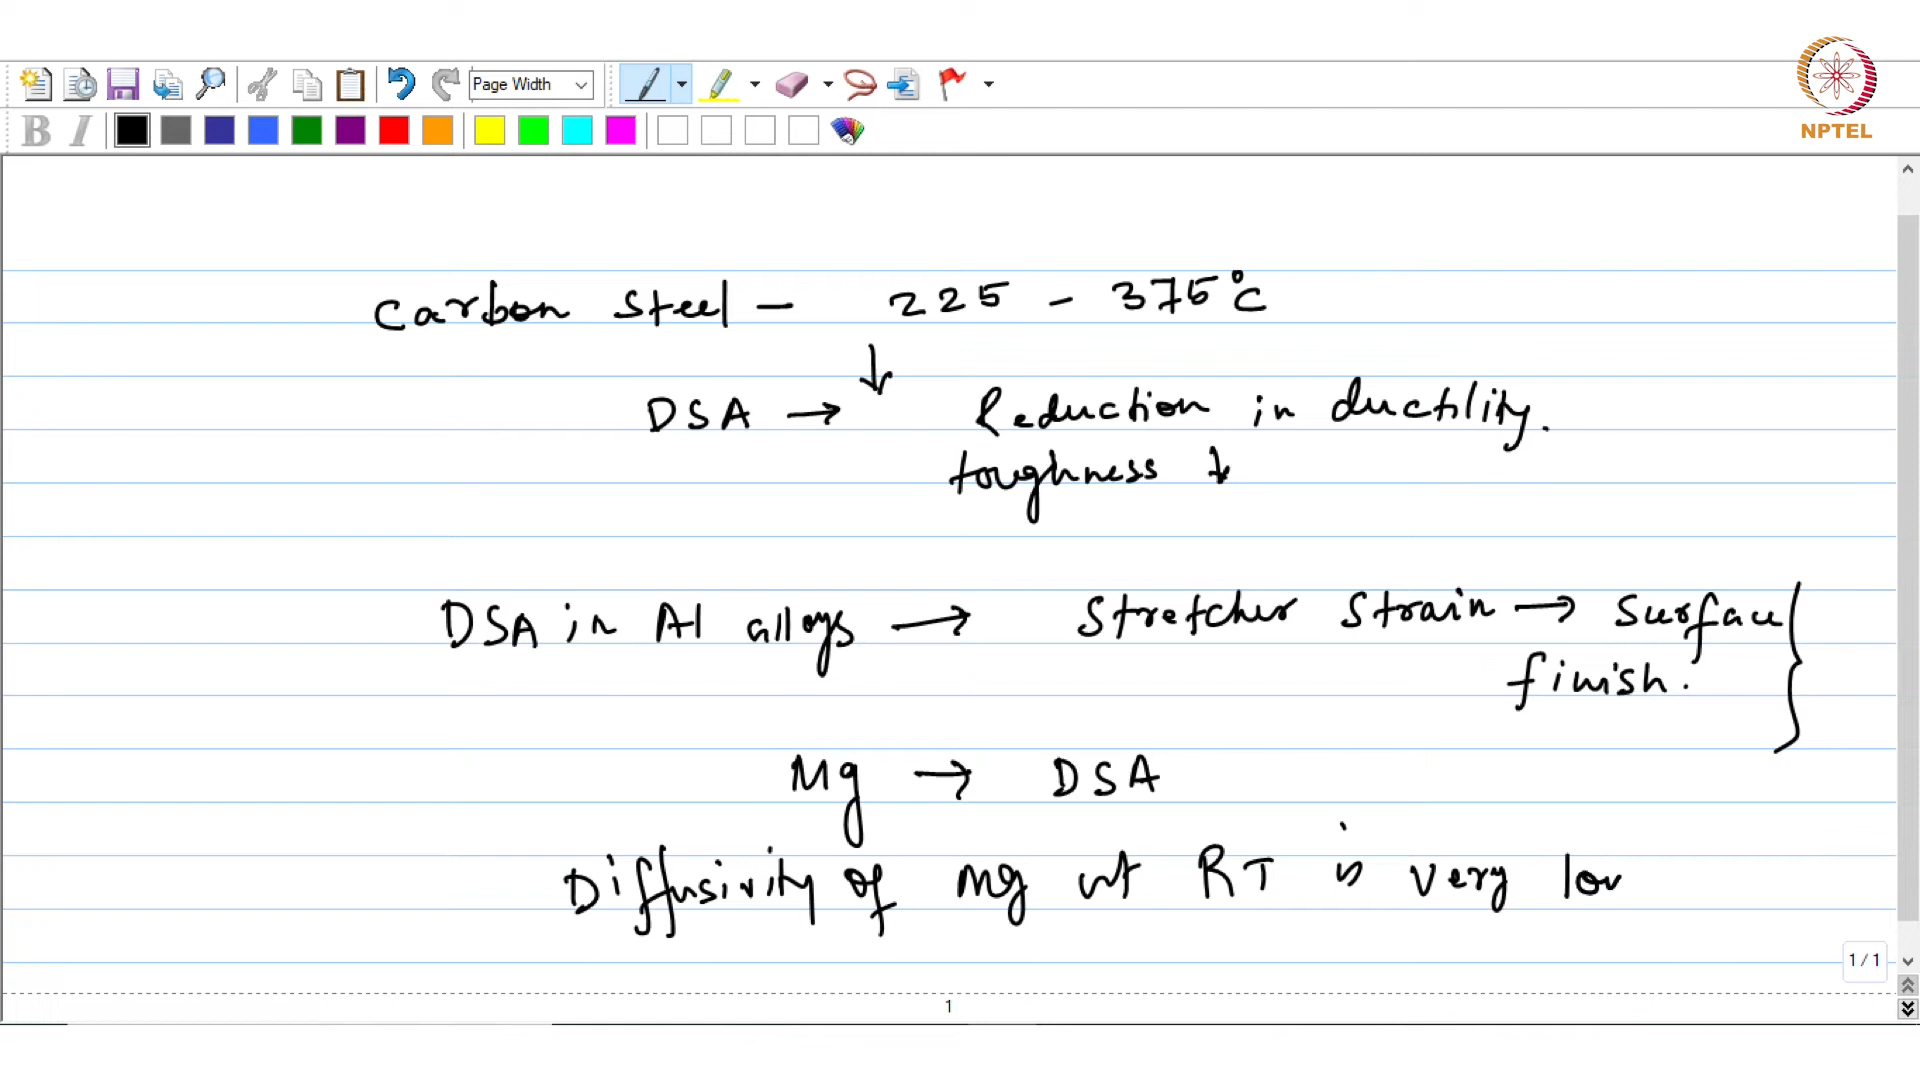 Page Width
NPTEL
Carbon Steel - 225 - 375°C
↓
DSA → Reduction in ductility.
toughness ↓
DSA in Al alloys → Stretcher Strain → Surface
finish.
Mg → DSA
Diffusivity of Mg at RT is very low
1 / 1
1